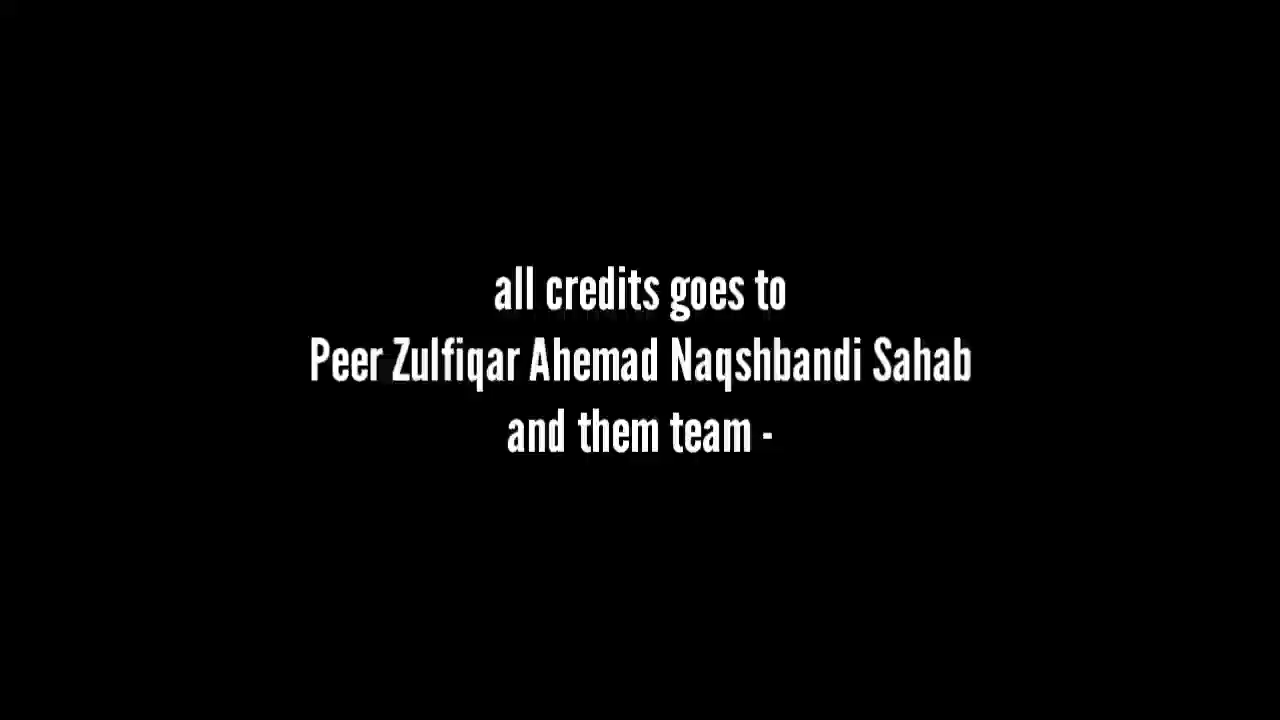 all credits goes to
Peer Zulfiqar Ahemad Naqshbandi Sahab
and them team -